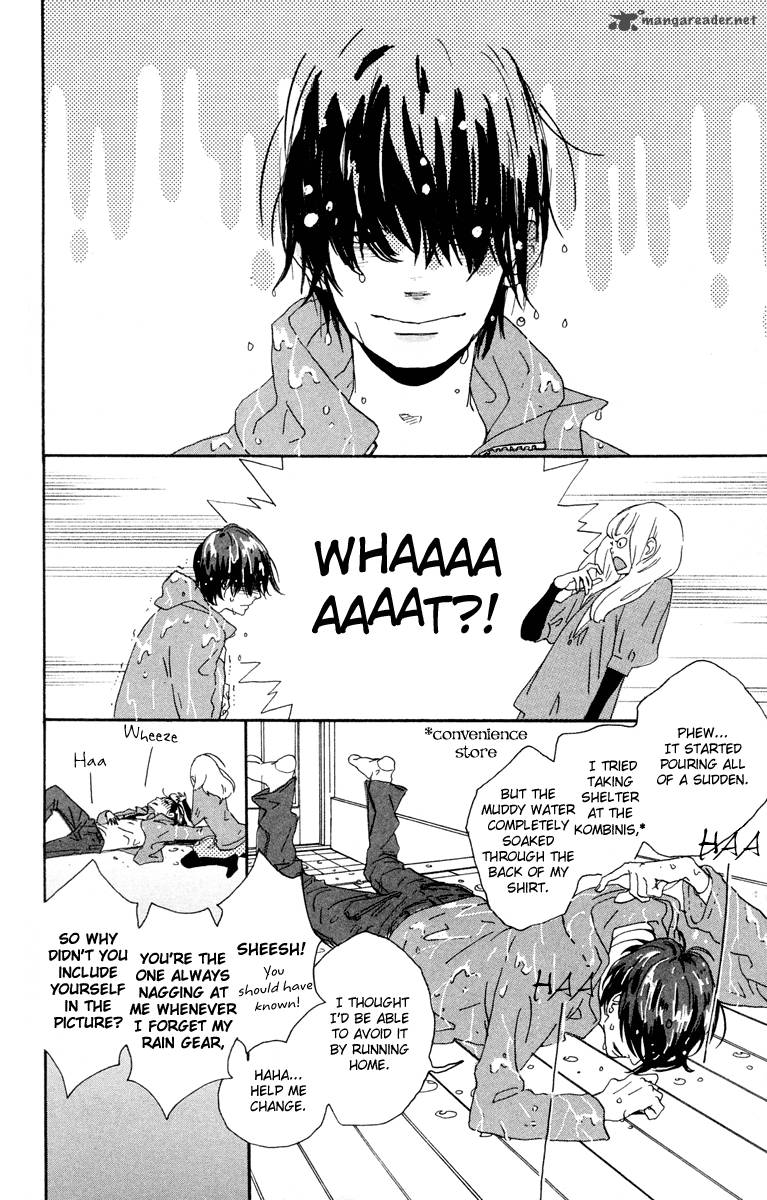 mangareader.net
WHAAAA
AAAAT?!
PHEW...
IT STARTED
POURING ALL
OF A SUDDEN.
I TRIED
TAKING
SHELTER
AT THE
KOMBINIS,*
*convenience
store
BUT THE
MUDDY WATER
COMPLETELY
SOAKED
THROUGH
THE BACK OF MY
SHIRT.
HAA
HAA
I THOUGHT
I'D BE ABLE
TO AVOID IT
BY RUNNING
HOME.
HAHA...
HELP ME
CHANGE.
Wheeze
Haa
SHEESH!
You
should have
known!
YOU'RE THE
ONE ALWAYS
NAGGING AT
ME WHENEVER
I FORGET MY
RAIN GEAR,
SO WHY
DIDN'T YOU
INCLUDE
YOURSELF
IN THE
PICTURE?